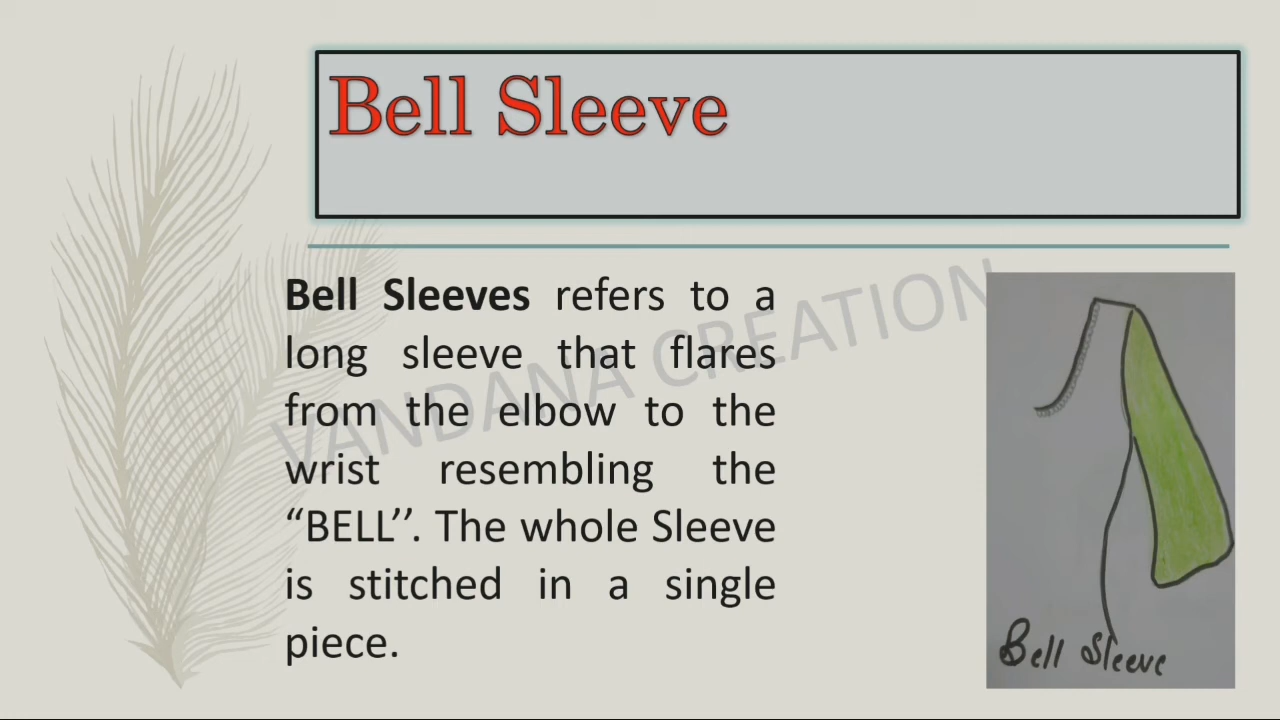 Bell Sleeve
Bell Sleeves refers to a
long sleeve that flares
from the elbow to the
wrist resembling the
“BELL’’. The whole Sleeve
is stitched in a single
piece.
VANDANA CREATION
Bell Sleeve